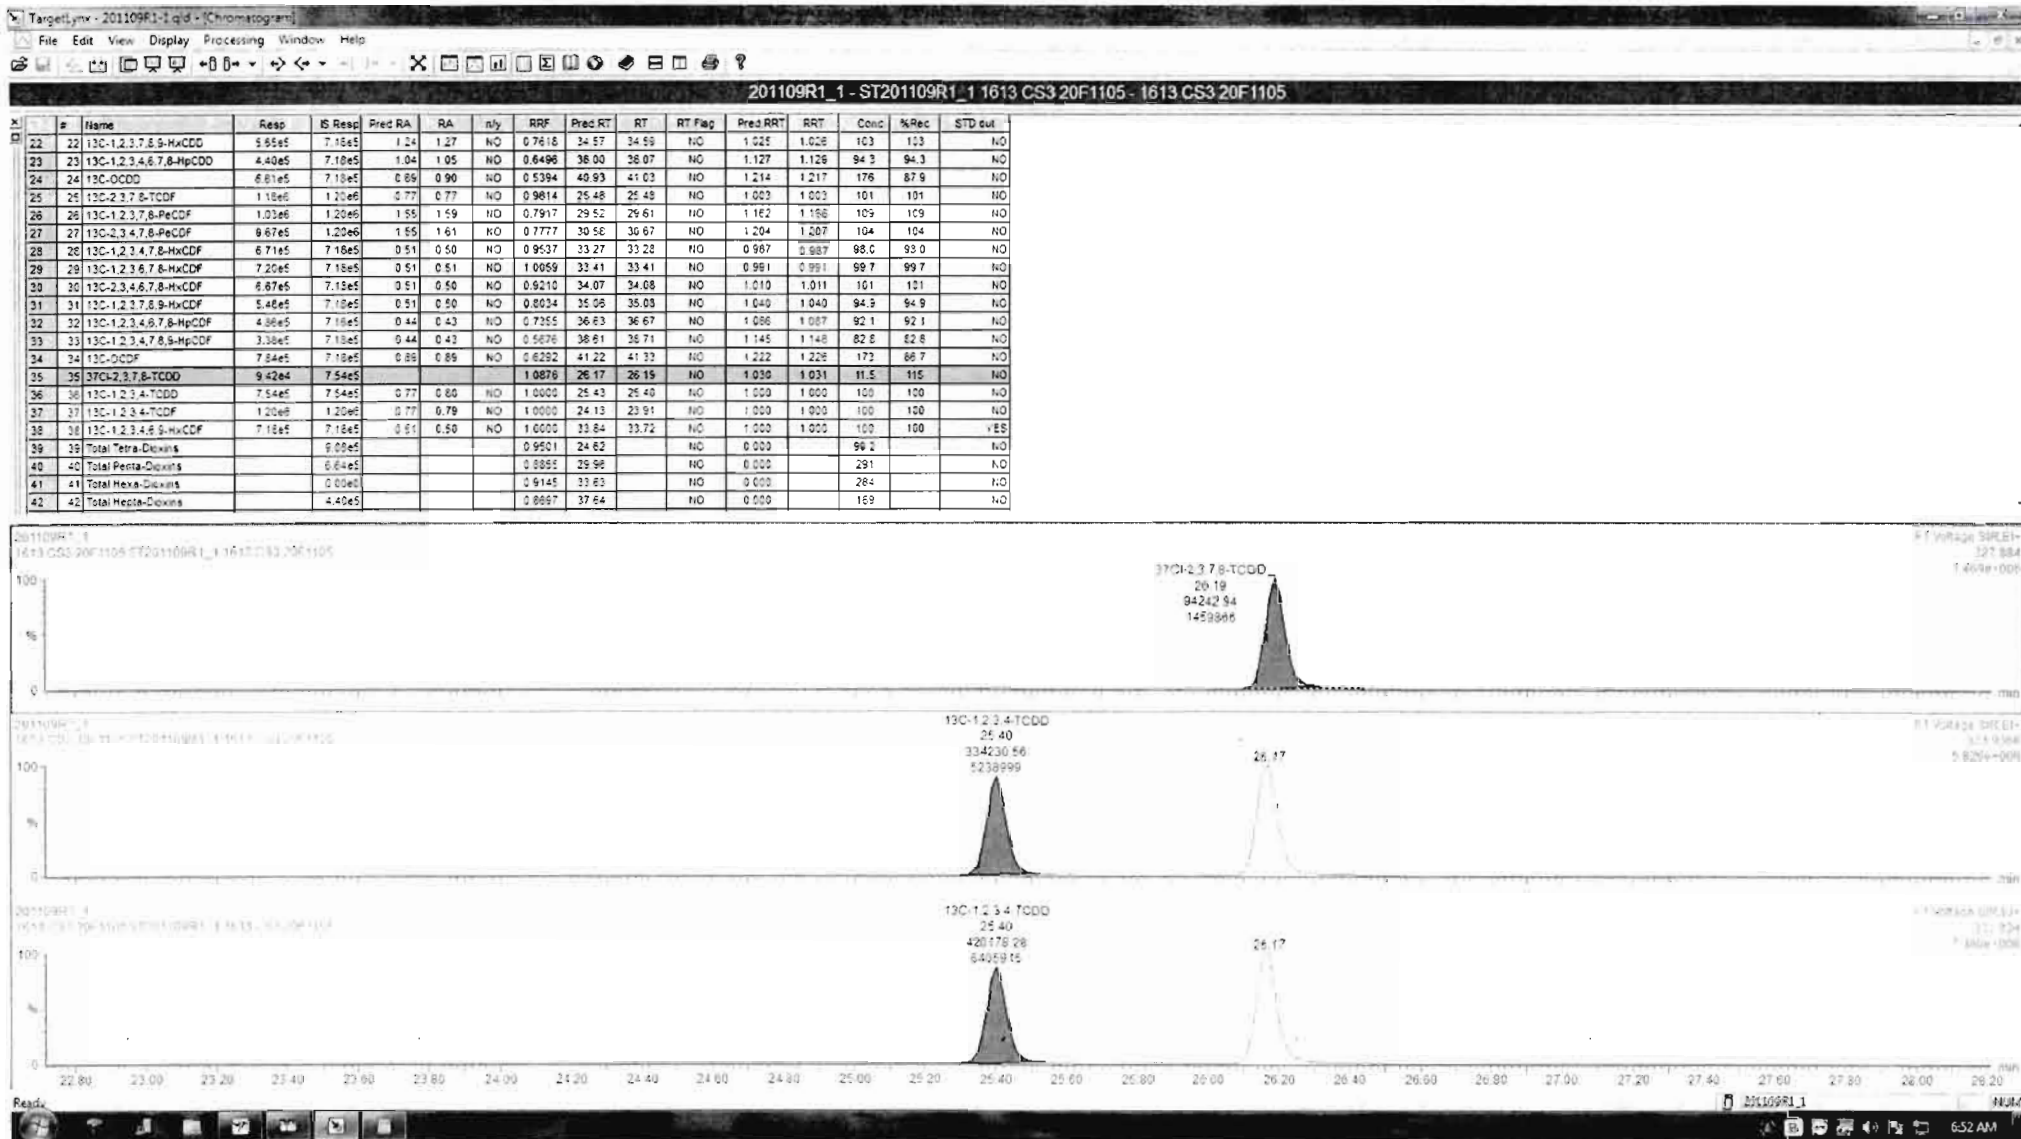 TargetLynx - 201109R1-1.qld - [Chromatogram]
File Edit View Display Processing Window Help
201109R1_1 - ST201109R1_1 1613 CS3 20F1105 - 1613 CS3 20F1105
# Name Resp IS Resp Pred RA RA n/y RRF Pred RT RT RT Flag Pred RRT RRT Conc %Rec STD out
22 22 13C-1,2,3,7,8,9-HxCDD 5.65e5 7.18e5 1.24 1.27 NO 0.7618 34.57 34.59 NO 1.025 1.026 103 103 NO
23 23 13C-1,2,3,4,6,7,8-HpCDD 4.40e5 7.18e5 1.04 1.05 NO 0.6496 38.00 38.07 NO 1.127 1.129 94.3 94.3 NO
24 24 13C-OCDD 6.81e5 7.18e5 0.89 0.90 NO 0.5394 40.93 41.03 NO 1.214 1.217 176 87.9 NO
25 25 13C-2,3,7,8-TCDF 1.18e6 1.20e6 0.77 0.77 NO 0.9814 25.48 25.48 NO 1.003 1.003 101 101 NO
26 26 13C-1,2,3,7,8-PeCDF 1.03e6 1.20e6 1.55 1.59 NO 0.7917 29.52 29.61 NO 1.162 1.166 109 109 NO
27 27 13C-2,3,4,7,8-PeCDF 9.67e5 1.20e6 1.55 1.61 NO 0.7777 30.58 30.67 NO 1.204 1.207 104 104 NO
28 28 13C-1,2,3,4,7,8-HxCDF 6.71e5 7.18e5 0.51 0.50 NO 0.9537 33.27 33.28 NO 0.987 0.987 98.0 98.0 NO
29 29 13C-1,2,3,6,7,8-HxCDF 7.20e5 7.18e5 0.51 0.51 NO 1.0059 33.41 33.41 NO 0.991 0.991 99.7 99.7 NO
30 30 13C-2,3,4,6,7,8-HxCDF 6.67e5 7.18e5 0.51 0.50 NO 0.9210 34.07 34.08 NO 1.010 1.011 101 101 NO
31 31 13C-1,2,3,7,8,9-HxCDF 5.48e5 7.18e5 0.51 0.50 NO 0.8034 35.06 35.08 NO 1.040 1.040 94.9 94.9 NO
32 32 13C-1,2,3,4,6,7,8-HpCDF 4.86e5 7.18e5 0.44 0.43 NO 0.7355 36.63 36.67 NO 1.086 1.087 92.1 92.1 NO
33 33 13C-1,2,3,4,7,8,9-HpCDF 3.38e5 7.18e5 0.44 0.43 NO 0.5676 38.61 38.71 NO 1.145 1.148 82.8 82.8 NO
34 34 13C-OCDF 7.84e5 7.18e5 0.89 0.89 NO 0.6292 41.22 41.33 NO 1.222 1.226 173 86.7 NO
35 35 37Cl-2,3,7,8-TCDD 9.42e4 7.54e5 1.0876 26.17 26.19 NO 1.030 1.031 11.5 115 NO
36 36 13C-1,2,3,4-TCDD 7.54e5 7.54e5 0.77 0.80 NO 1.0000 25.43 25.40 NO 1.000 1.000 100 100 NO
37 37 13C-1,2,3,4-TCDF 1.20e6 1.20e6 0.77 0.79 NO 1.0000 24.13 23.91 NO 1.000 1.000 100 100 NO
38 38 13C-1,2,3,4,6,9-HxCDF 7.18e5 7.18e5 0.51 0.50 NO 1.0000 33.84 33.72 NO 1.000 1.000 100 100 YES
39 39 Total Tetra-Dioxins 9.08e5 0.9501 24.62 NO 0.000 99.2 NO
40 40 Total Penta-Dioxins 6.64e5 0.9855 29.96 NO 0.000 291 NO
41 41 Total Hexa-Dioxins 0.00e0 0.9145 33.63 NO 0.000 284 NO
42 42 Total Hepta-Dioxins 4.40e5 0.8697 37.64 NO 0.000 169 NO
201109R1_1
1613 CS3 20F1105 ST201109R1_1 1613 CS3 20F1105
F1 Voltage SIR,EI+
327.884
100
37Cl-2,3,7,8-TCDD
26.19
94242.94
1459866
%
0
min
201109R1_1
13C-1,2,3,4-TCDD
25.40
334230.56
5238999
26.17
100
%
0
min
201109R1_1
13C-1,2,3,4-TCDD
25.40
420178.28
6405915
26.17
100
%
0
min
22.80 23.00 23.20 23.40 23.60 23.80 24.00 24.20 24.40 24.60 24.80 25.00 25.20 25.40 25.60 25.80 26.00 26.20 26.40 26.60 26.80 27.00 27.20 27.40 27.60 27.80 28.00 28.20
Ready
201109R1_1
NUM
6:52 AM